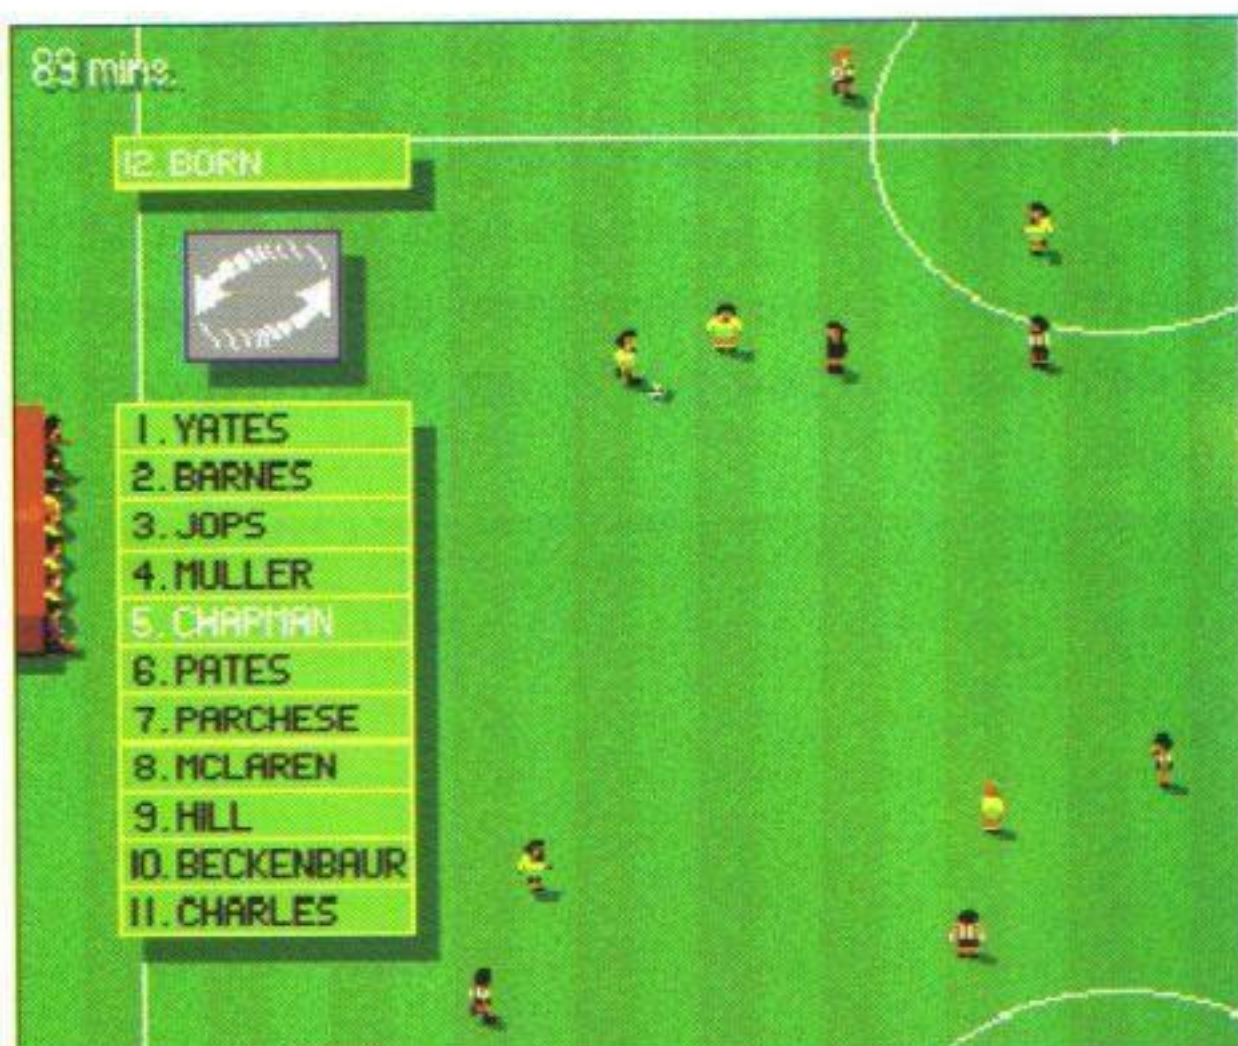 89 mins.
12. BORN
1. YATES
2. BARNES
3. JOPS
4. MULLER
5. CHAPMAN
6. PATES
7. PARCHESE
8. MCLAREN
9. HILL
10. BECKENBAUR
11. CHARLES